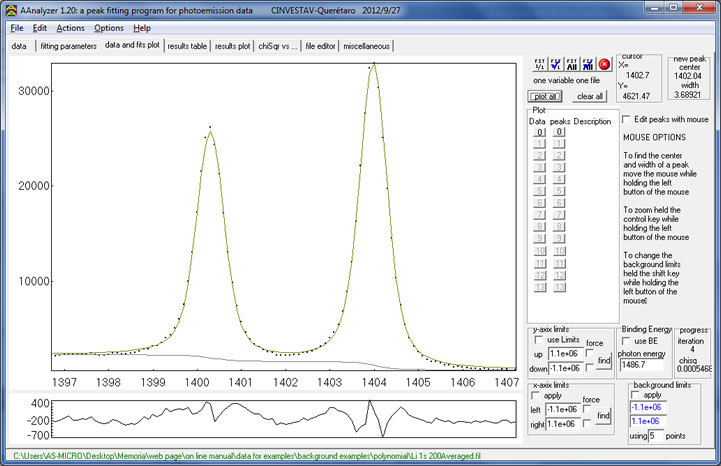 AAnalyzer 1.20: a peak fitting program for photoemission data CINVESTAV-Querétaro 2012/9/27
File Edit Actions Options Help
data fitting parameters data and fits plot results table results plot chiSqr vs ... file editor miscellaneous
30000
20000
10000
1397 1398 1399 1400 1401 1402 1403 1404 1405 1406 1407
400
-200
-700
FIT FIT FIT
All
one variable one file
plot all clear all
cursor
X=
1402.7
Y=
4621.47
new peak
center
1402.04
width
3.68921
Plot
Data peaks Description
0 0
1 1
2 2
3 3
4 4
5 5
6 6
7 7
8 8
9 9
10 10
11 11
12 12
13 13
Edit peaks with mouse
MOUSE OPTIONS
To find the center
and width of a peak
move the mouse while
holding the left
button of the mouse
To zoom held the
control key while
holding the left
button of the mouse
To change the
background limits
held the shift key
while holding the
left button of the
mouse
y-axis limits
use Limits force
up 1.1e+06
down -1.1e+06
find
Binding Energy
use BE
photon energy
1486.7
progress
iteration
4
chisq
0.0005468
x-axis limits
apply force
left -1.1e+06
right 1.1e+06
find
background limits
apply
-1.1e+06
1.1e+06
using 5 points
C:\Users\AS-MICRO\Desktop\Memoria\web page\on line manual\data for examples\background examples\polynomial\Li 1s 200Averaged.fil